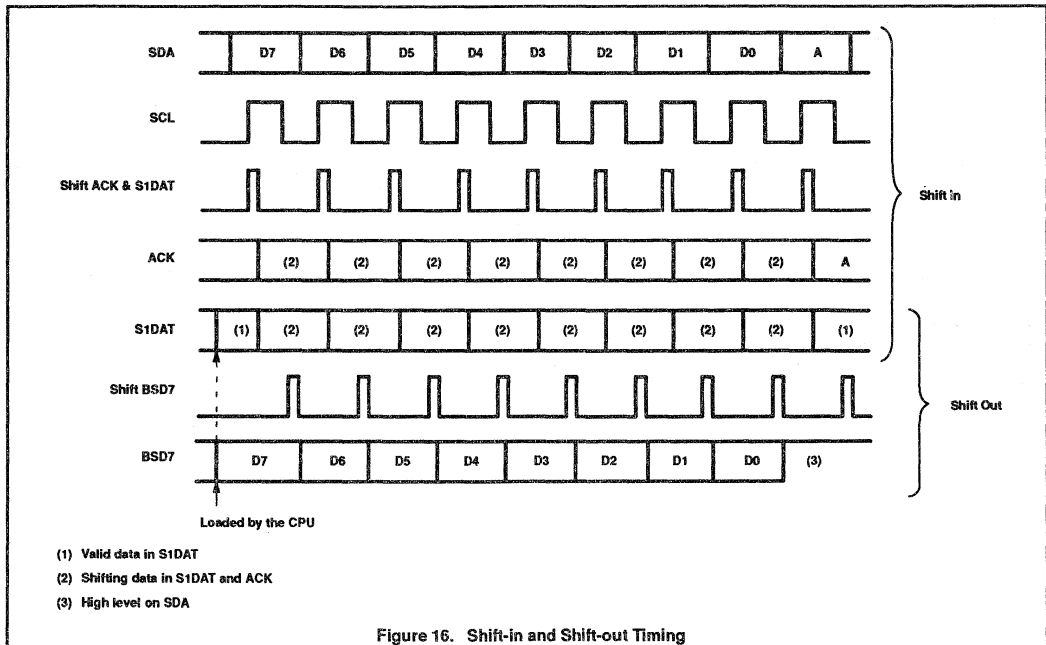 SDA D7 D6 D5 D4 D3 D2 D1 D0 A
SCL
Shift ACK & S1DAT
Shift In
ACK (2) (2) (2) (2) (2) (2) (2) (2) A
S1DAT (1) (2) (2) (2) (2) (2) (2) (2) (2) (1)
Shift BSD7
Shift Out
BSD7 D7 D6 D5 D4 D3 D2 D1 D0 (3)
Loaded by the CPU
(1) Valid data in S1DAT
(2) Shifting data in S1DAT and ACK
(3) High level on SDA
Figure 16. Shift-in and Shift-out Timing